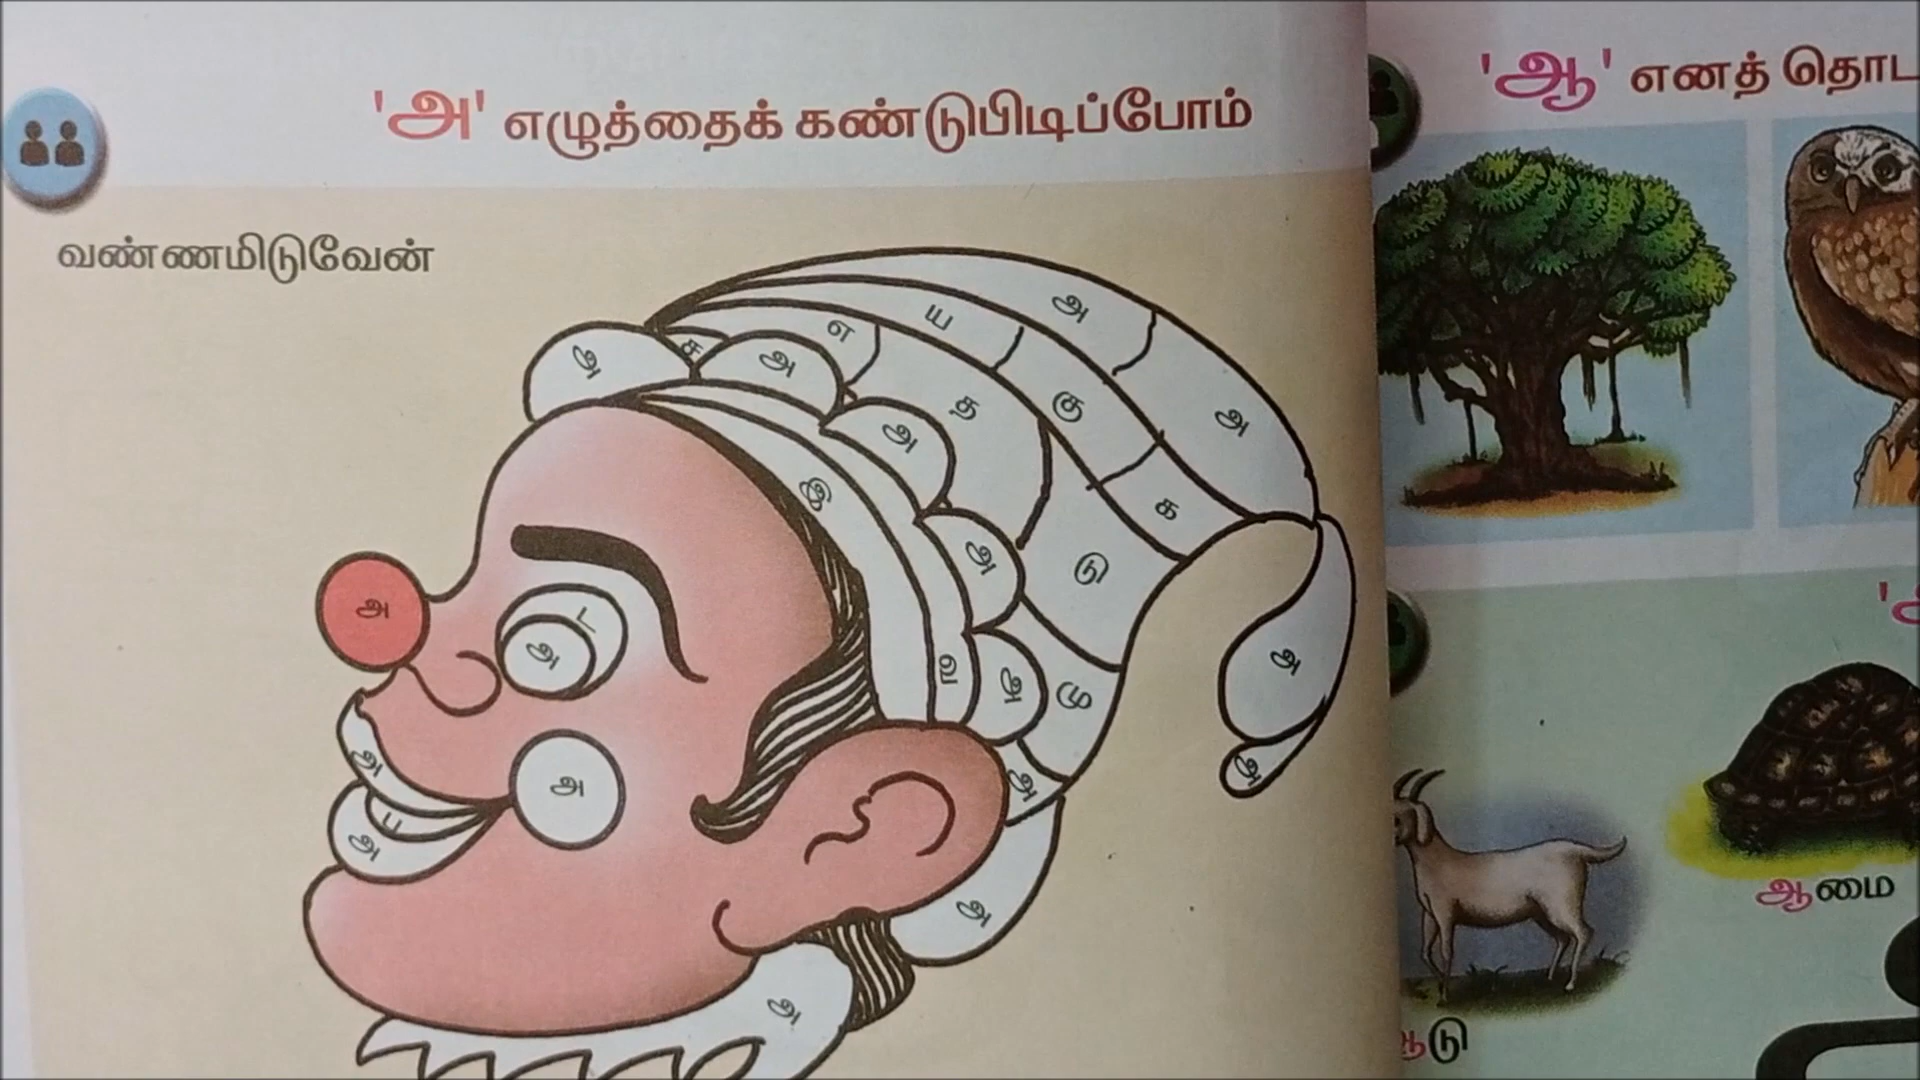 'அ' எழுத்தைக் கண்டுபிடிப்போம்
வண்ணமிடுவேன்
அ
ய
எ
ச
அ
அ
த
கு
அ
அ
இ
க
அ
டு
அ
ட
அ
வ
அ
மு
அ
அ
அ
அ
அ
ப
அ
அ
அ
'ஆ' எனத்
ஆமை
ஆடு